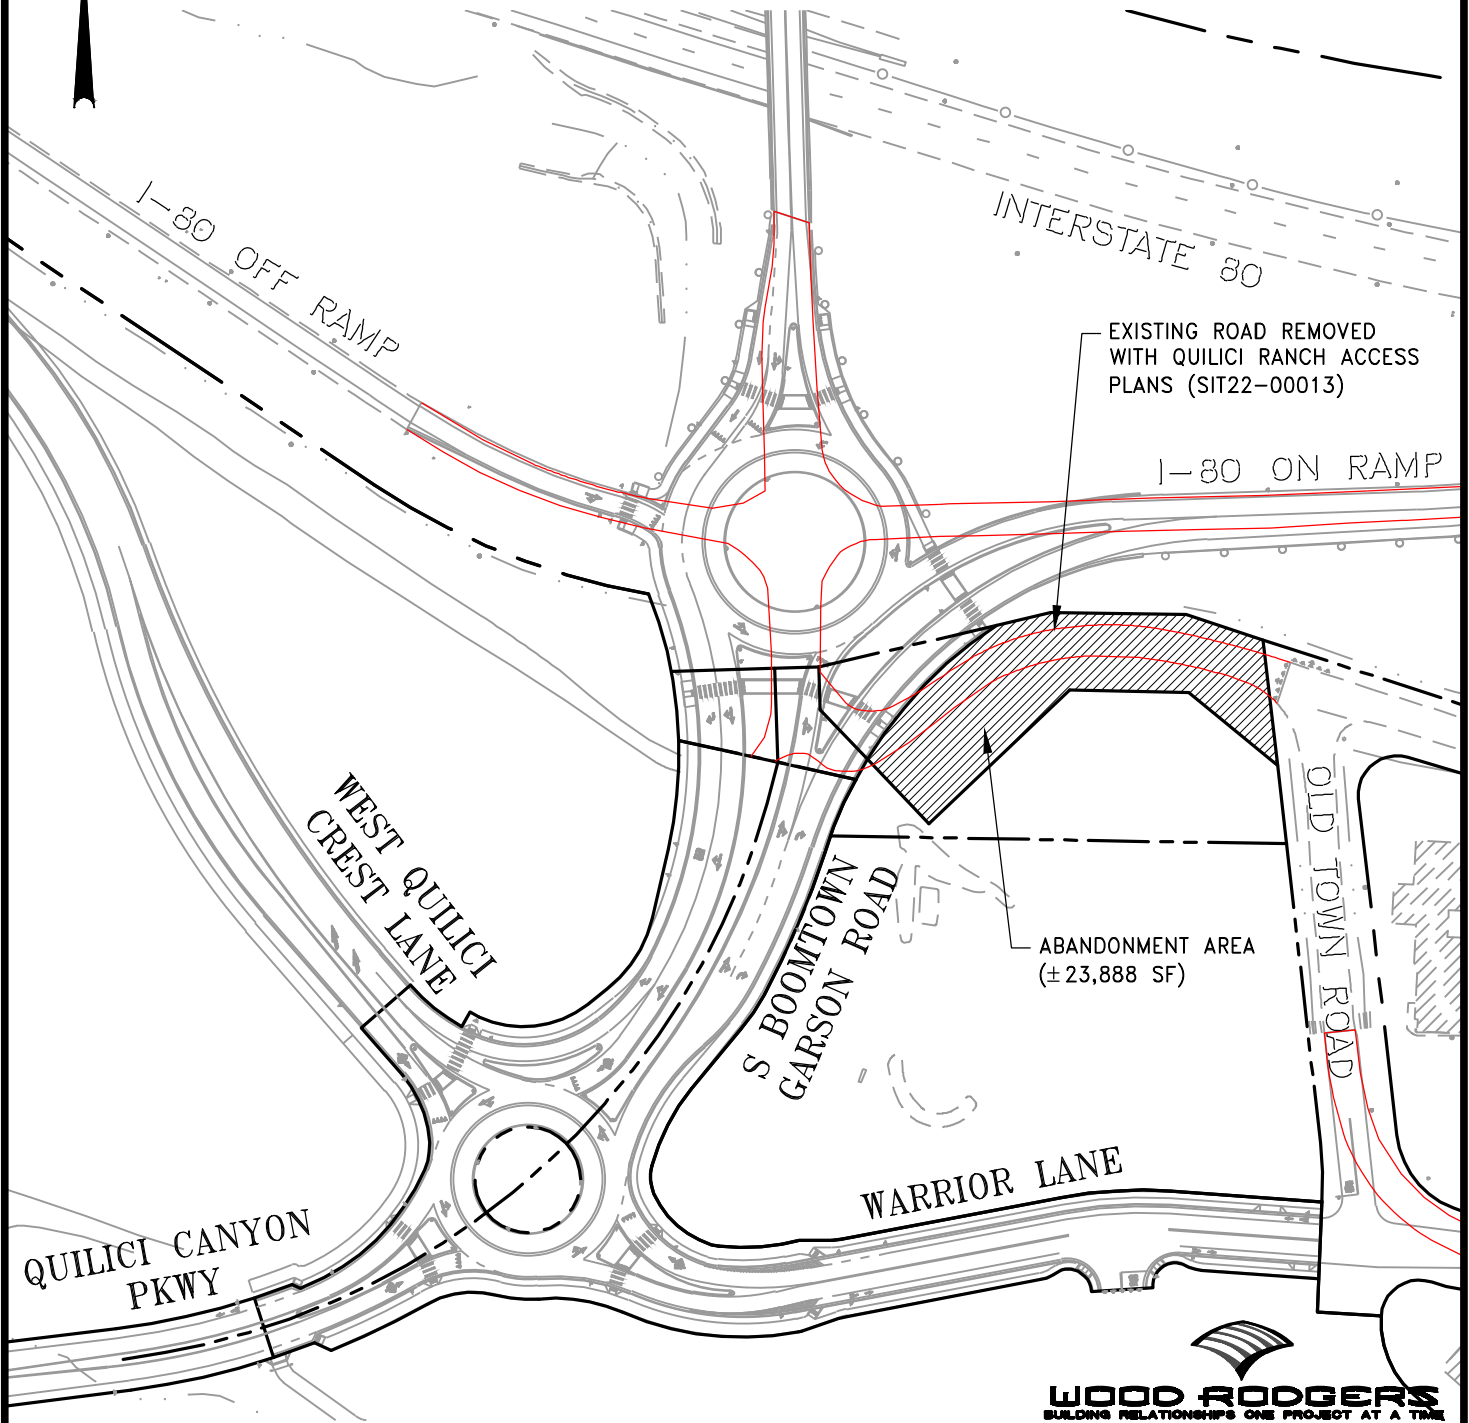 I-80 OFF RAMP
INTERSTATE 80
EXISTING ROAD REMOVED
WITH QUILICI RANCH ACCESS
PLANS (SIT22-00013)
I-80 ON RAMP
WEST QUILICI
CREST LANE
S BOOMTOWN
GARSON ROAD
OLD TOWN ROAD
ABANDONMENT AREA
(±23,888 SF)
WARRIOR LANE
QUILICI CANYON
PKWY
WOOD RODGERS
BUILDING RELATIONSHIPS ONE PROJECT AT A TIME